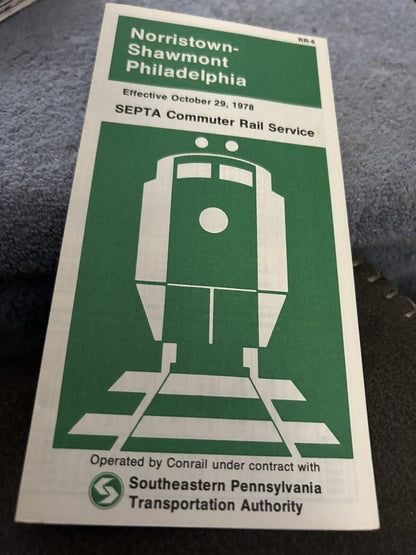 RR-6
Norristown-
Shawmont
Philadelphia
Effective October 29, 1978
SEPTA Commuter Rail Service
Operated by Conrail under contract with
Southeastern Pennsylvania
Transportation Authority